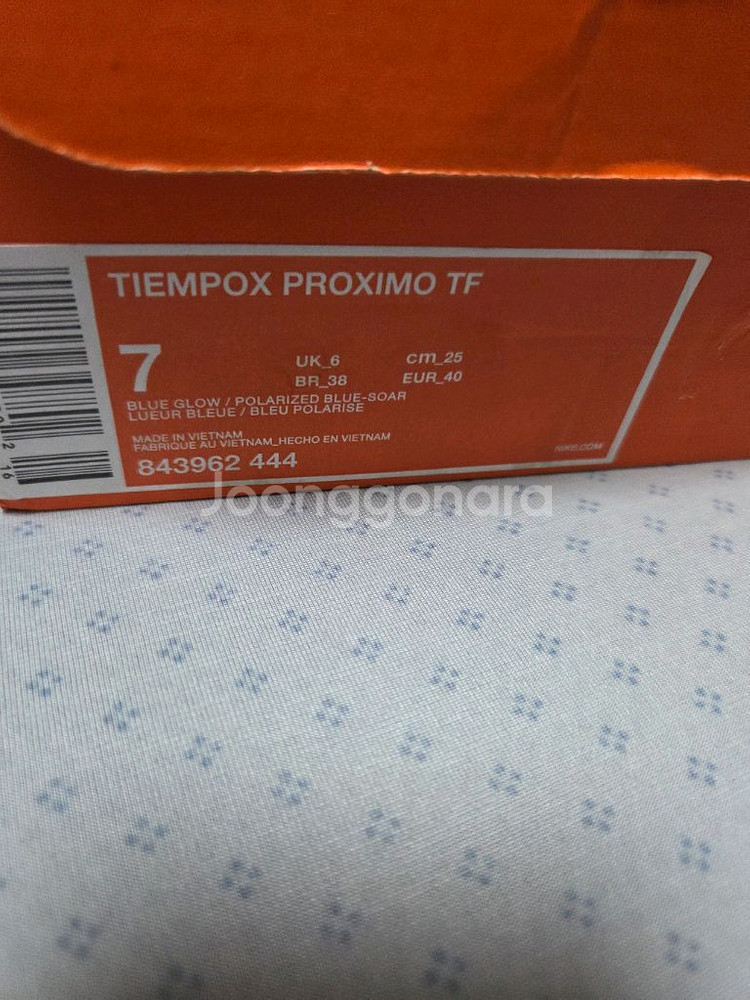 TIEMPOX PROXIMO TF
7
UK_6 cm_25
BR_38 EUR_40
BLUE GLOW / POLARIZED BLUE-SOAR
LUEUR BLEUE / BLEU POLARISE
MADE IN VIETNAM
FABRIQUE AU VIETNAM_HECHO EN VIETNAM
NIKE.COM
843962 444
Joonggonara